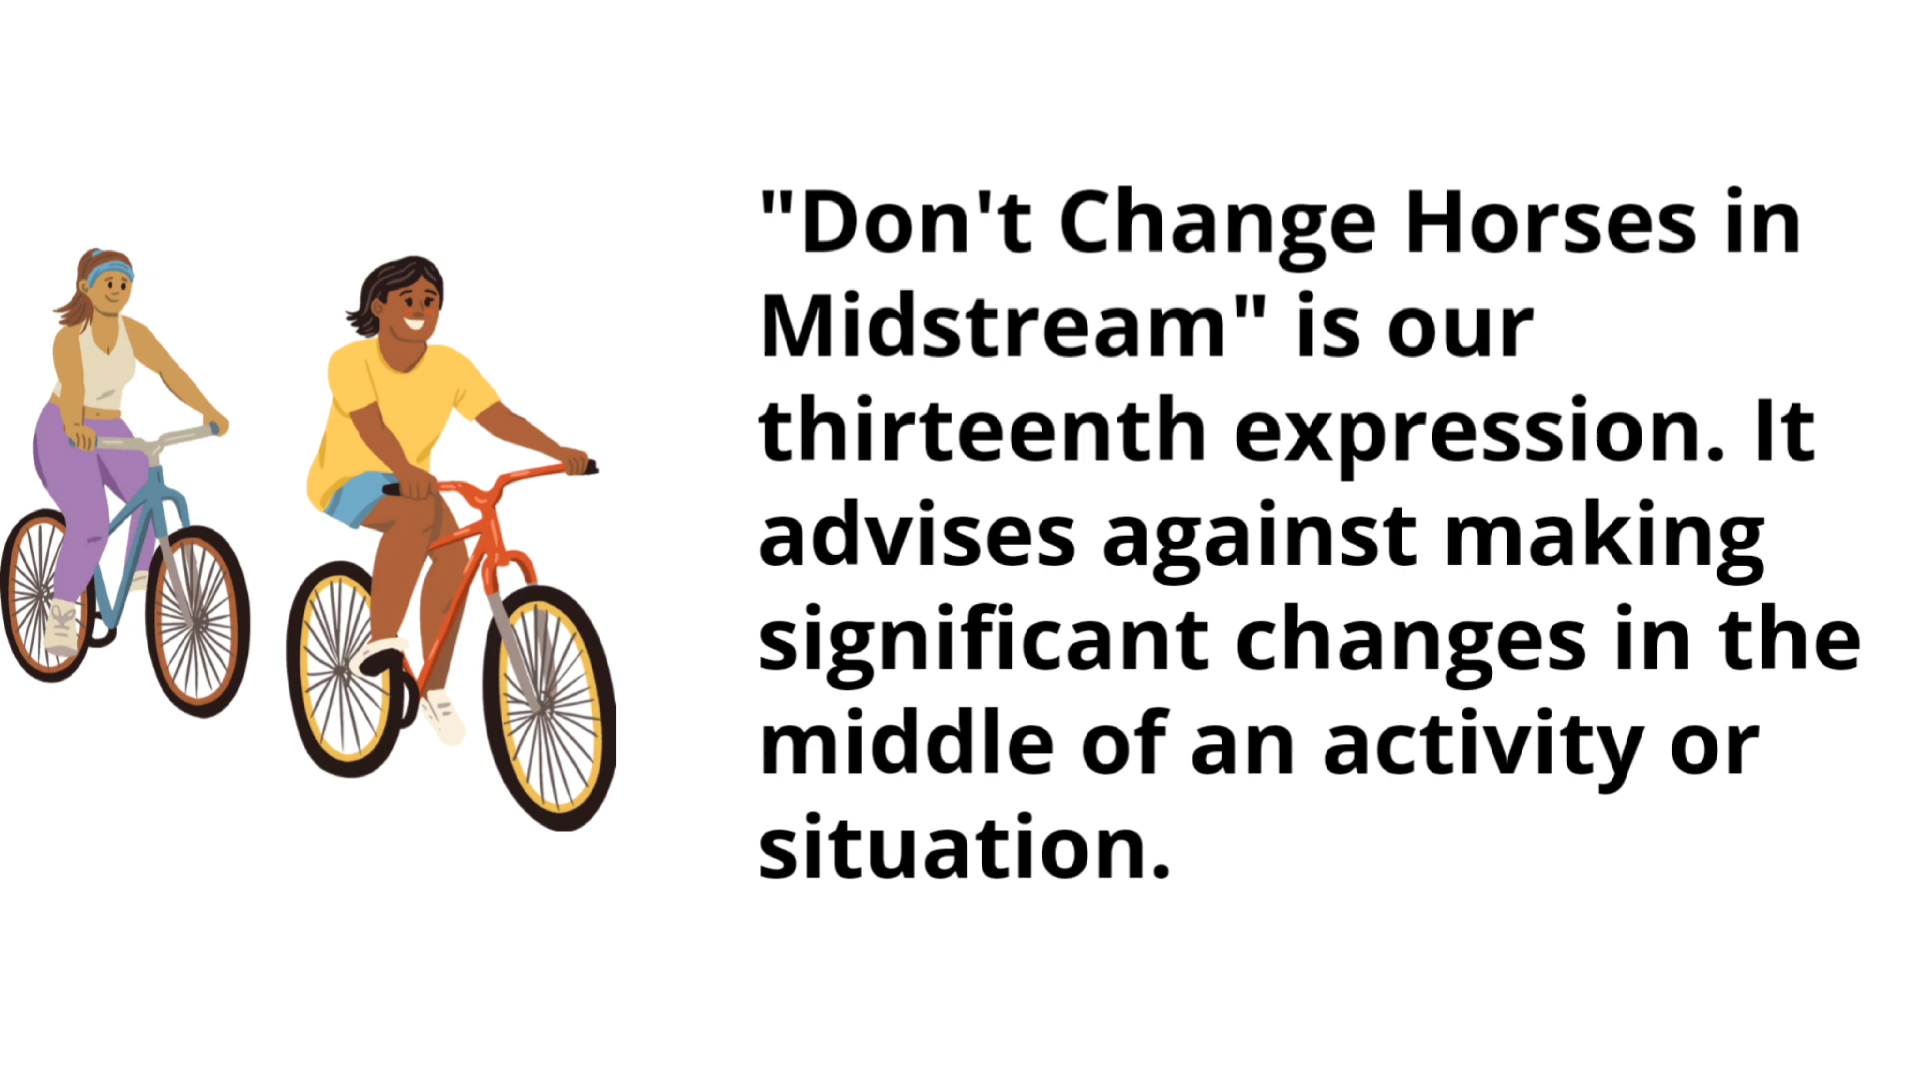 "Don't Change Horses in
Midstream" is our
thirteenth expression. It
advises against making
significant changes in the
middle of an activity or
situation.